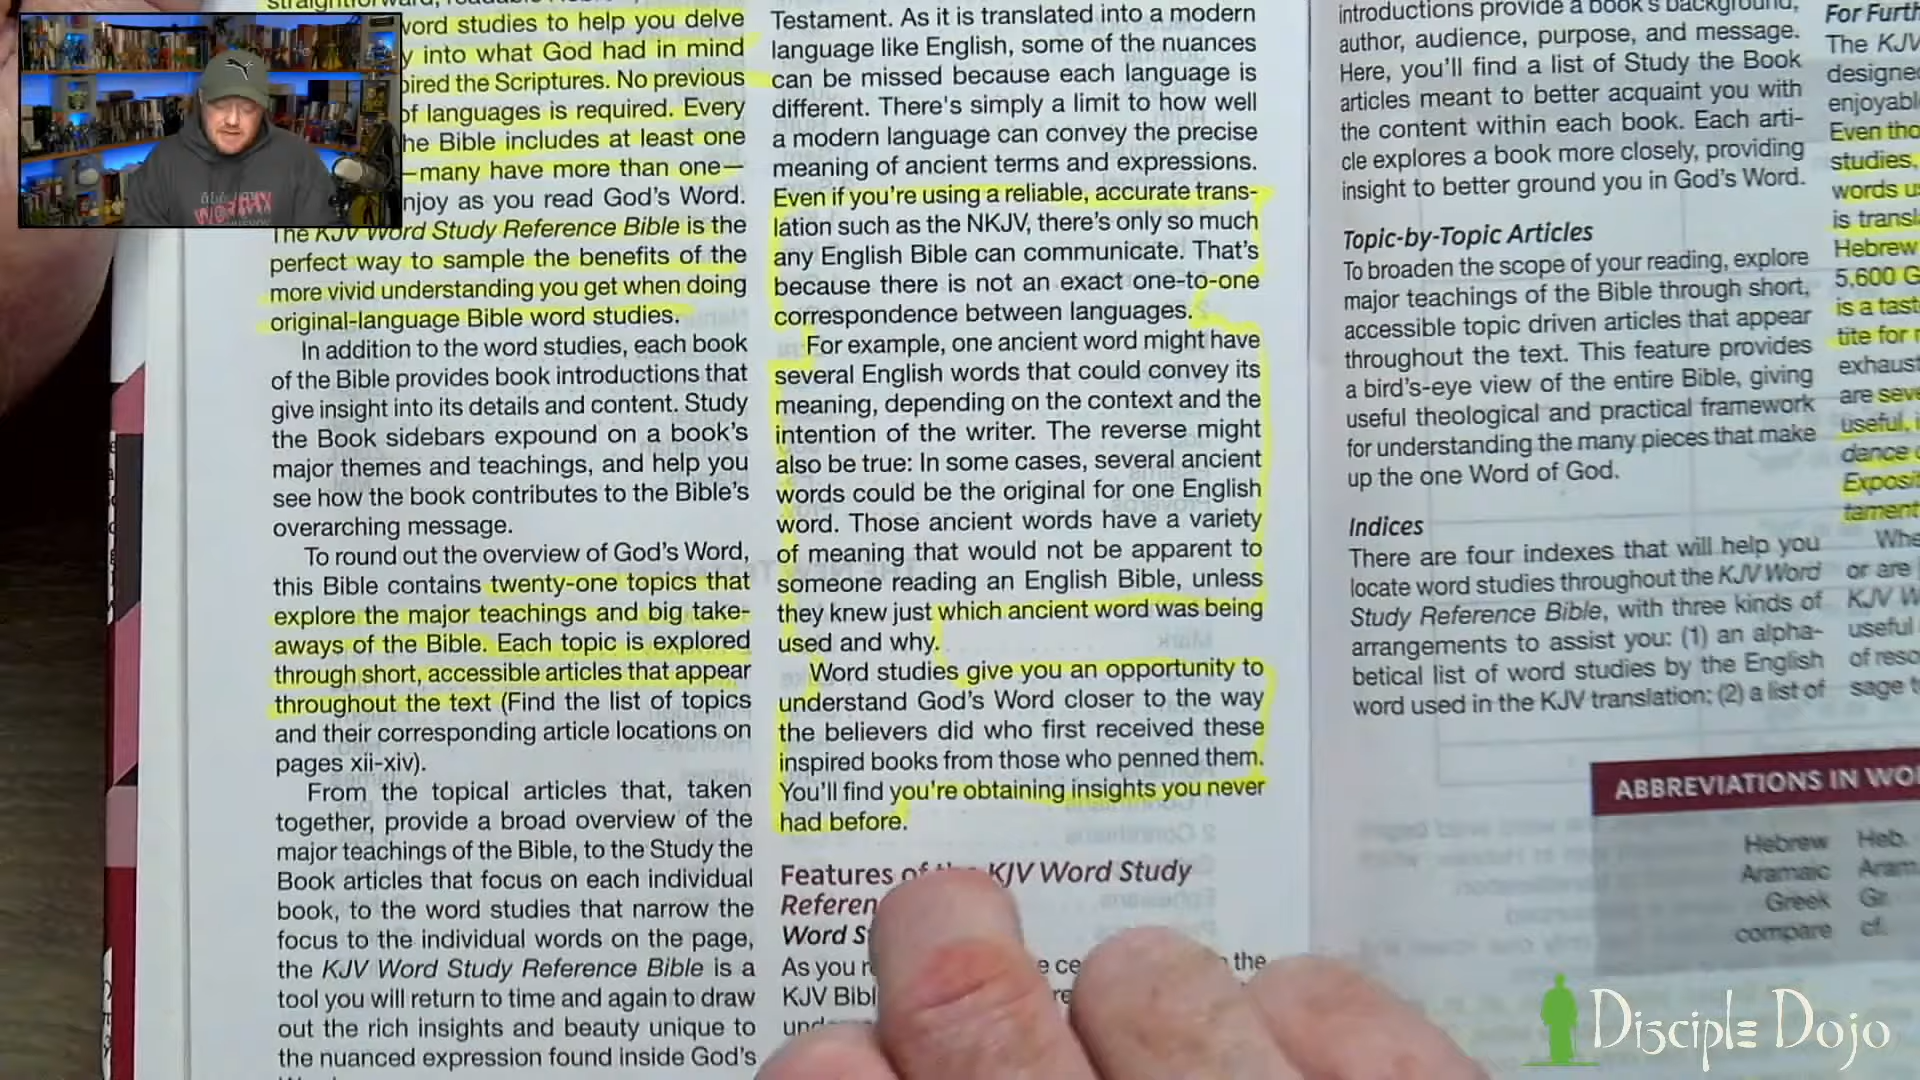 word studies to help you delve
into what God had in mind
the Scriptures. No previous
of languages is required. Every
the Bible includes at least one
—many have more than one—
as you read God's Word.
The KJV Word Study Reference Bible is the
perfect way to sample the benefits of the
more vivid understanding you get when doing
original-language Bible word studies.
In addition to the word studies, each book
of the Bible provides book introductions that
give insight into its details and content. Study
the Book sidebars expound on a book's
major themes and teachings, and help you
see how the book contributes to the Bible's
overarching message.
To round out the overview of God's Word,
this Bible contains twenty-one topics that
explore the major teachings and big take-
aways of the Bible. Each topic is explored
through short, accessible articles that appear
throughout the text (Find the list of topics
and their corresponding article locations on
pages xii-xiv).
From the topical articles that, taken
together, provide a broad overview of the
major teachings of the Bible, to the Study the
Book articles that focus on each individual
book, to the word studies that narrow the
focus to the individual words on the page,
the KJV Word Study Reference Bible is a
tool you will return to time and again to draw
out the rich insights and beauty unique to
the nuanced expression found inside God's
Testament. As it is translated into a modern
language like English, some of the nuances
can be missed because each language is
different. There's simply a limit to how well
a modern language can convey the precise
meaning of ancient terms and expressions.
Even if you're using a reliable, accurate trans-
lation such as the NKJV, there's only so much
any English Bible can communicate. That's
because there is not an exact one-to-one
correspondence between languages.
For example, one ancient word might have
several English words that could convey its
meaning, depending on the context and the
intention of the writer. The reverse might
also be true: In some cases, several ancient
words could be the original for one English
word. Those ancient words have a variety
of meaning that would not be apparent to
someone reading an English Bible, unless
they knew just which ancient word was being
used and why.
Word studies give you an opportunity to
understand God's Word closer to the way
the believers did who first received these
inspired books from those who penned them.
You'll find you're obtaining insights you never
had before.
Features of the KJV Word Study
Word
As you the
KJV
introductions provide a book's background,
author, audience, purpose, and message.
Here, you'll find a list of Study the Book
articles meant to better acquaint you with
the content within each book. Each arti-
cle explores a book more closely, providing
insight to better ground you in God's Word.
Topic-by-Topic Articles
To broaden the scope of your reading, explore
major teachings of the Bible through short,
accessible topic driven articles that appear
throughout the text. This feature provides
a bird's-eye view of the entire Bible, giving
useful theological and practical framework
for understanding the many pieces that make
up the one Word of God.
Indices
There are four indexes that will help you
locate word studies throughout the KJV Word
Study Reference Bible, with three kinds of
arrangements to assist you: (1) an alpha-
betical list of word studies by the English
word used in the KJV translation; (2) a list of
For
The KJV
Even
studies,
words
is
Hebrew
5,600
is a
for
are
useful,
or are
KJV
useful
of
ABBREVIATIONS IN
Hebrew Heb.
Aramaic Aram
Greek Gr.
compare cf.
Disciple Dojo